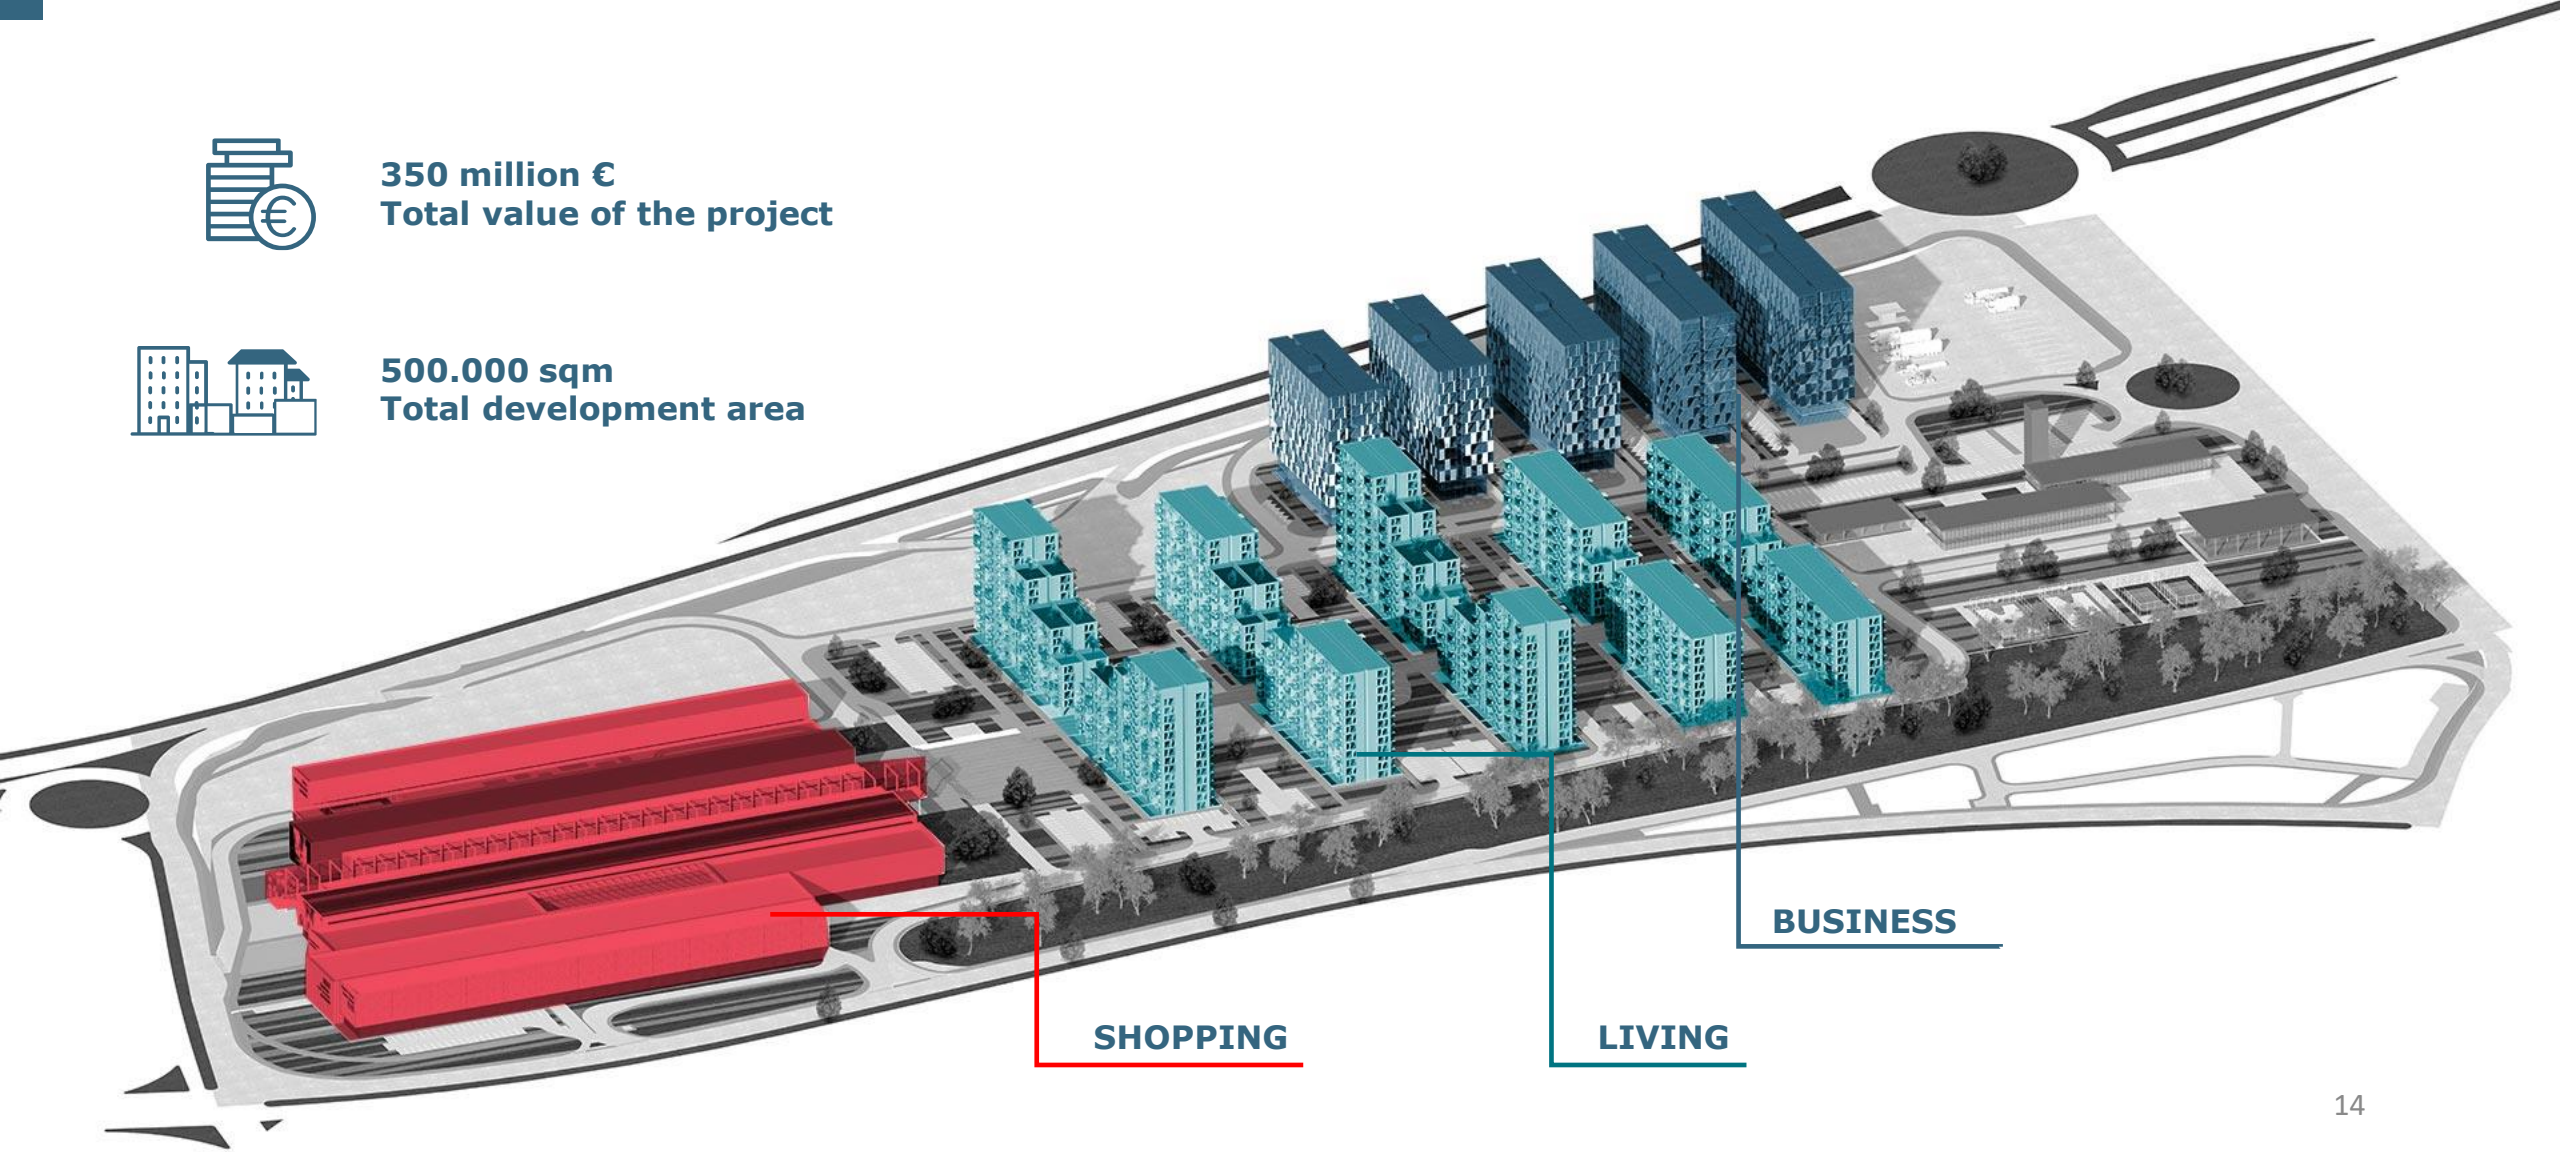 350 million €
Total value of the project
500.000 sqm
Total development area
BUSINESS
SHOPPING
LIVING
14